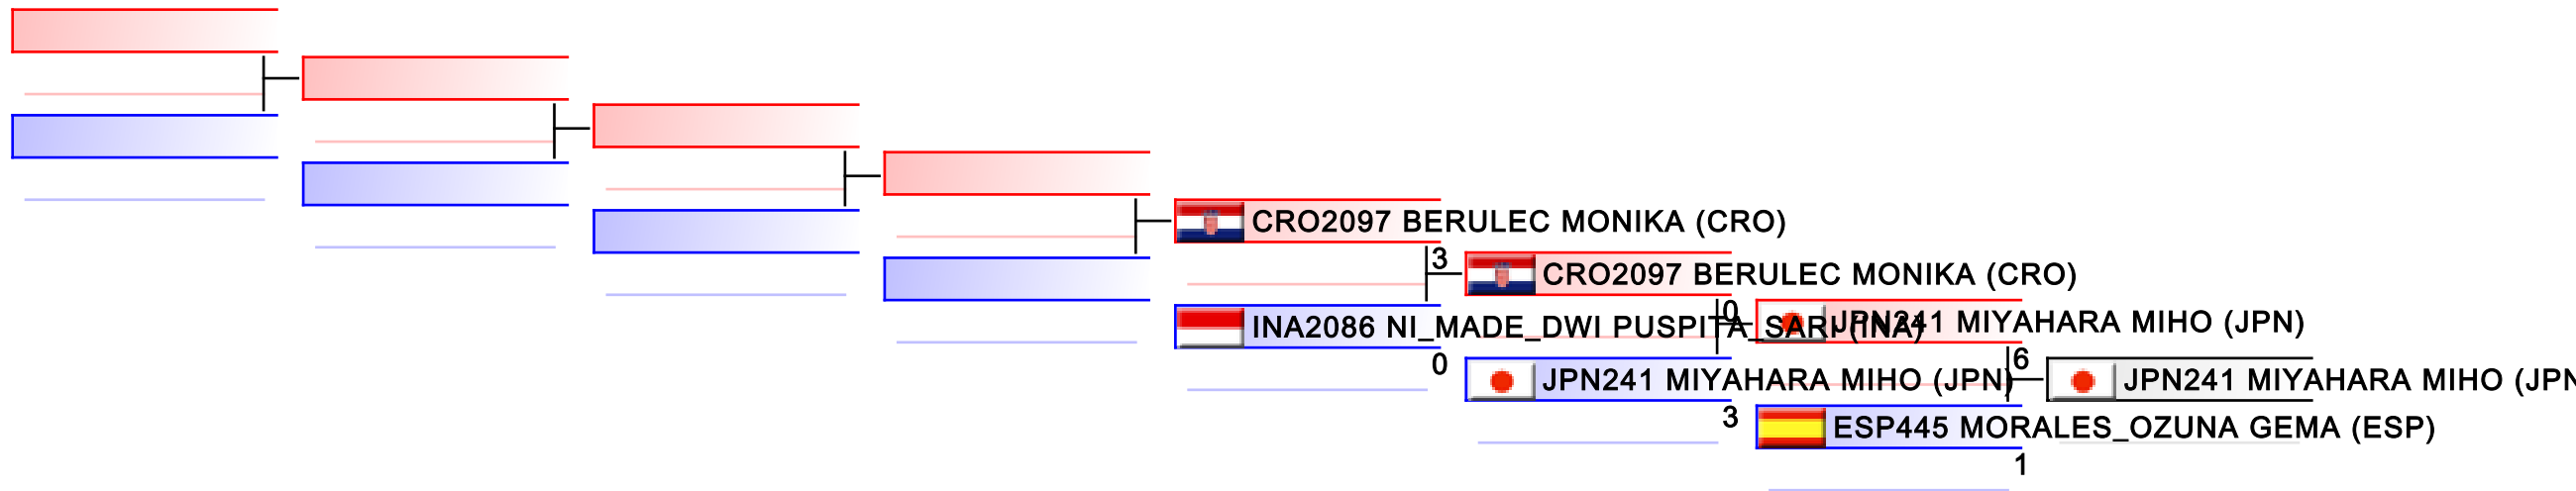 CRO2097 BERULEC MONIKA (CRO)
3
CRO2097 BERULEC MONIKA (CRO)
0
INA2086 NI_MADE_DWI PUSPITA_SARI (INA)
JPN241 MIYAHARA MIHO (JPN)
0
6
JPN241 MIYAHARA MIHO (JPN)
JPN241 MIYAHARA MIHO (JPN
3
ESP445 MORALES_OZUNA GEMA (ESP)
1